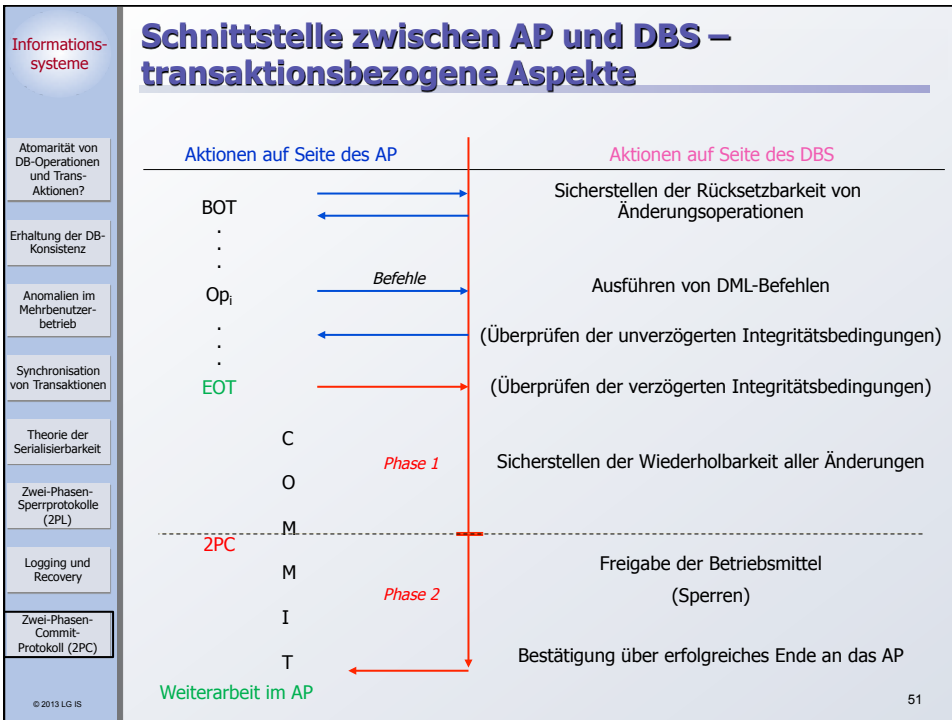 Informations-
systeme
Schnittstelle zwischen AP und DBS –
transaktionsbezogene Aspekte
Atomarität von
DB-Operationen
und Trans-
Aktionen?
Erhaltung der DB-
Konsistenz
Anomalien im
Mehrbenutzer-
betrieb
Synchronisation
von Transaktionen
Theorie der
Serialisierbarkeit
Zwei-Phasen-
Sperrprotokolle
(2PL)
Logging und
Recovery
Zwei-Phasen-
Commit-
Protokoll (2PC)
© 2013 LG IS
Aktionen auf Seite des AP
Aktionen auf Seite des DBS
BOT
Sicherstellen der Rücksetzbarkeit von
Änderungsoperationen
.
.
.
Befehle
Opi
Ausführen von DML-Befehlen
.
.
.
(Überprüfen der unverzögerten Integritätsbedingungen)
EOT
(Überprüfen der verzögerten Integritätsbedingungen)
C
Phase 1
Sicherstellen der Wiederholbarkeit aller Änderungen
O
M
2PC
M
Freigabe der Betriebsmittel
Phase 2
(Sperren)
I
T
Bestätigung über erfolgreiches Ende an das AP
Weiterarbeit im AP
51